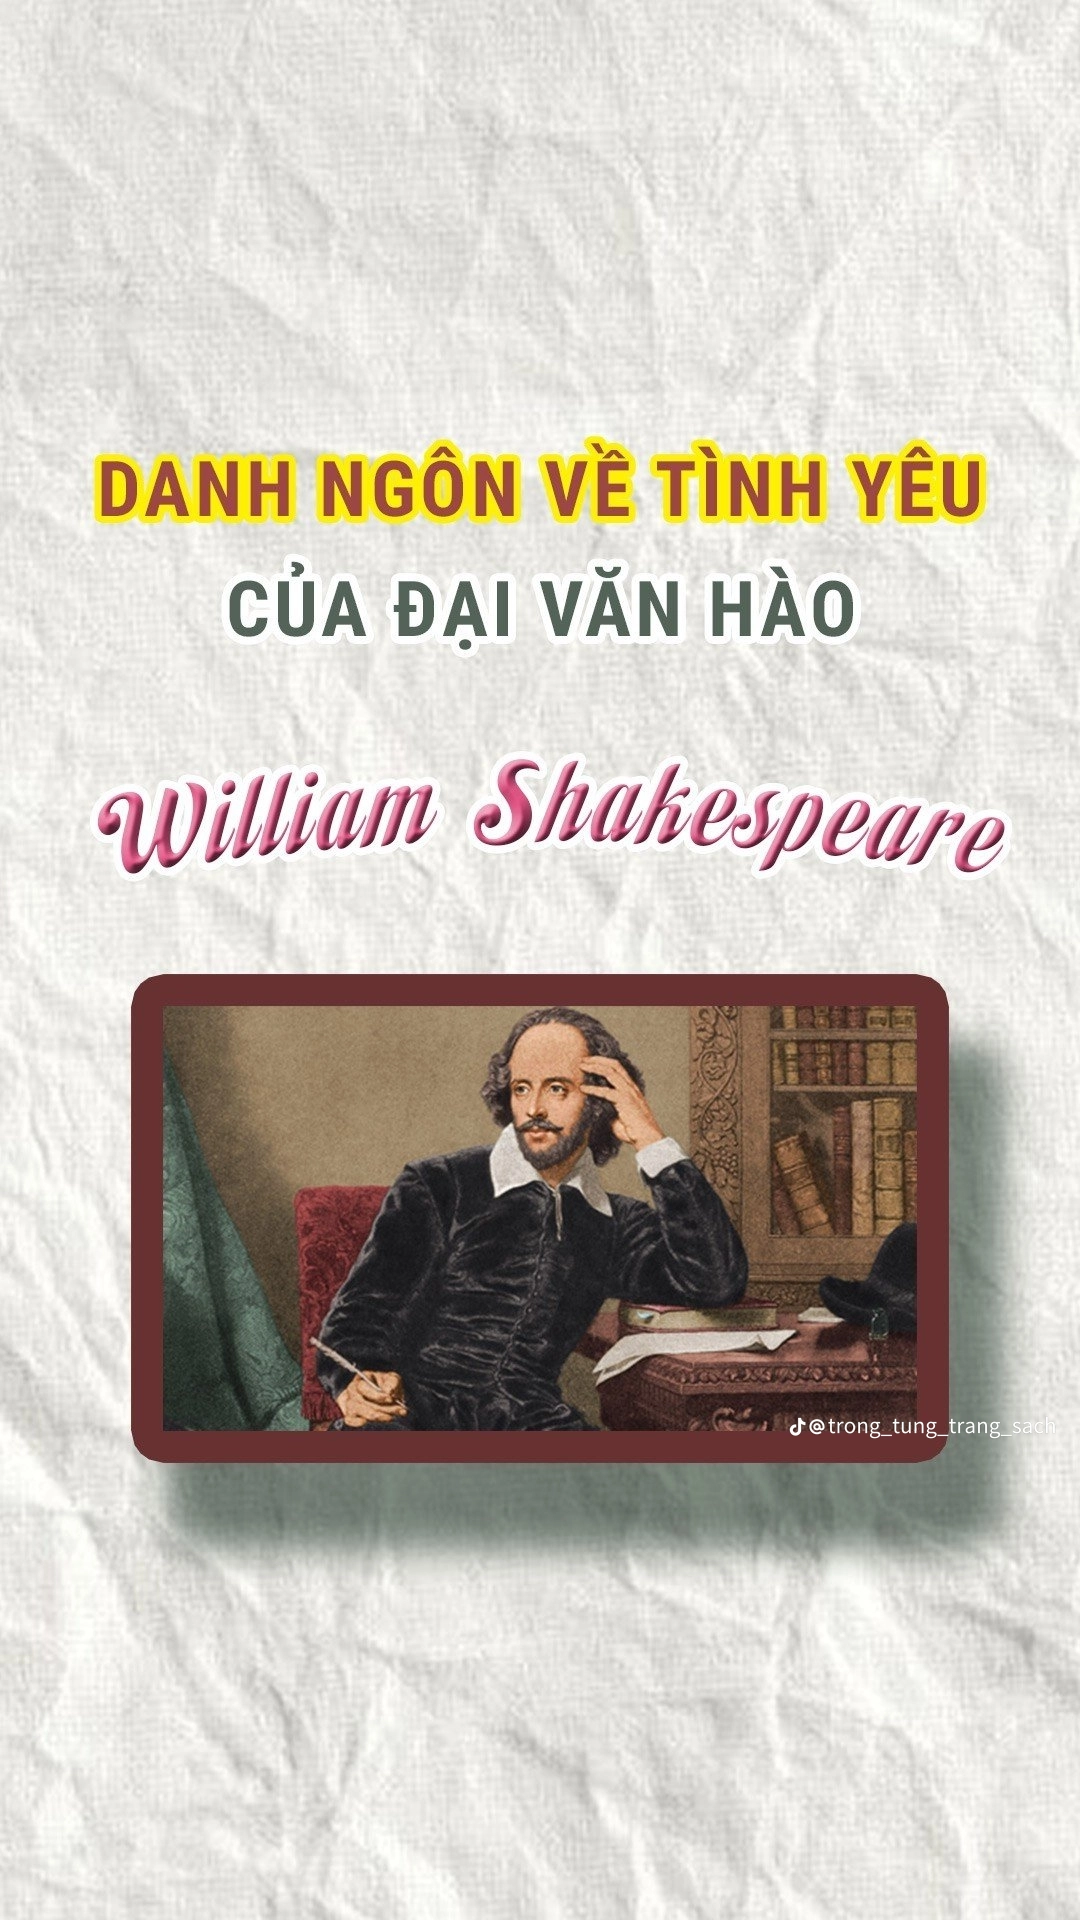 DANH NGÔN VỀ TÌNH YÊU
CỦA ĐẠI VĂN HÀO
William Shakespeare
@trong_tung_trang_sach